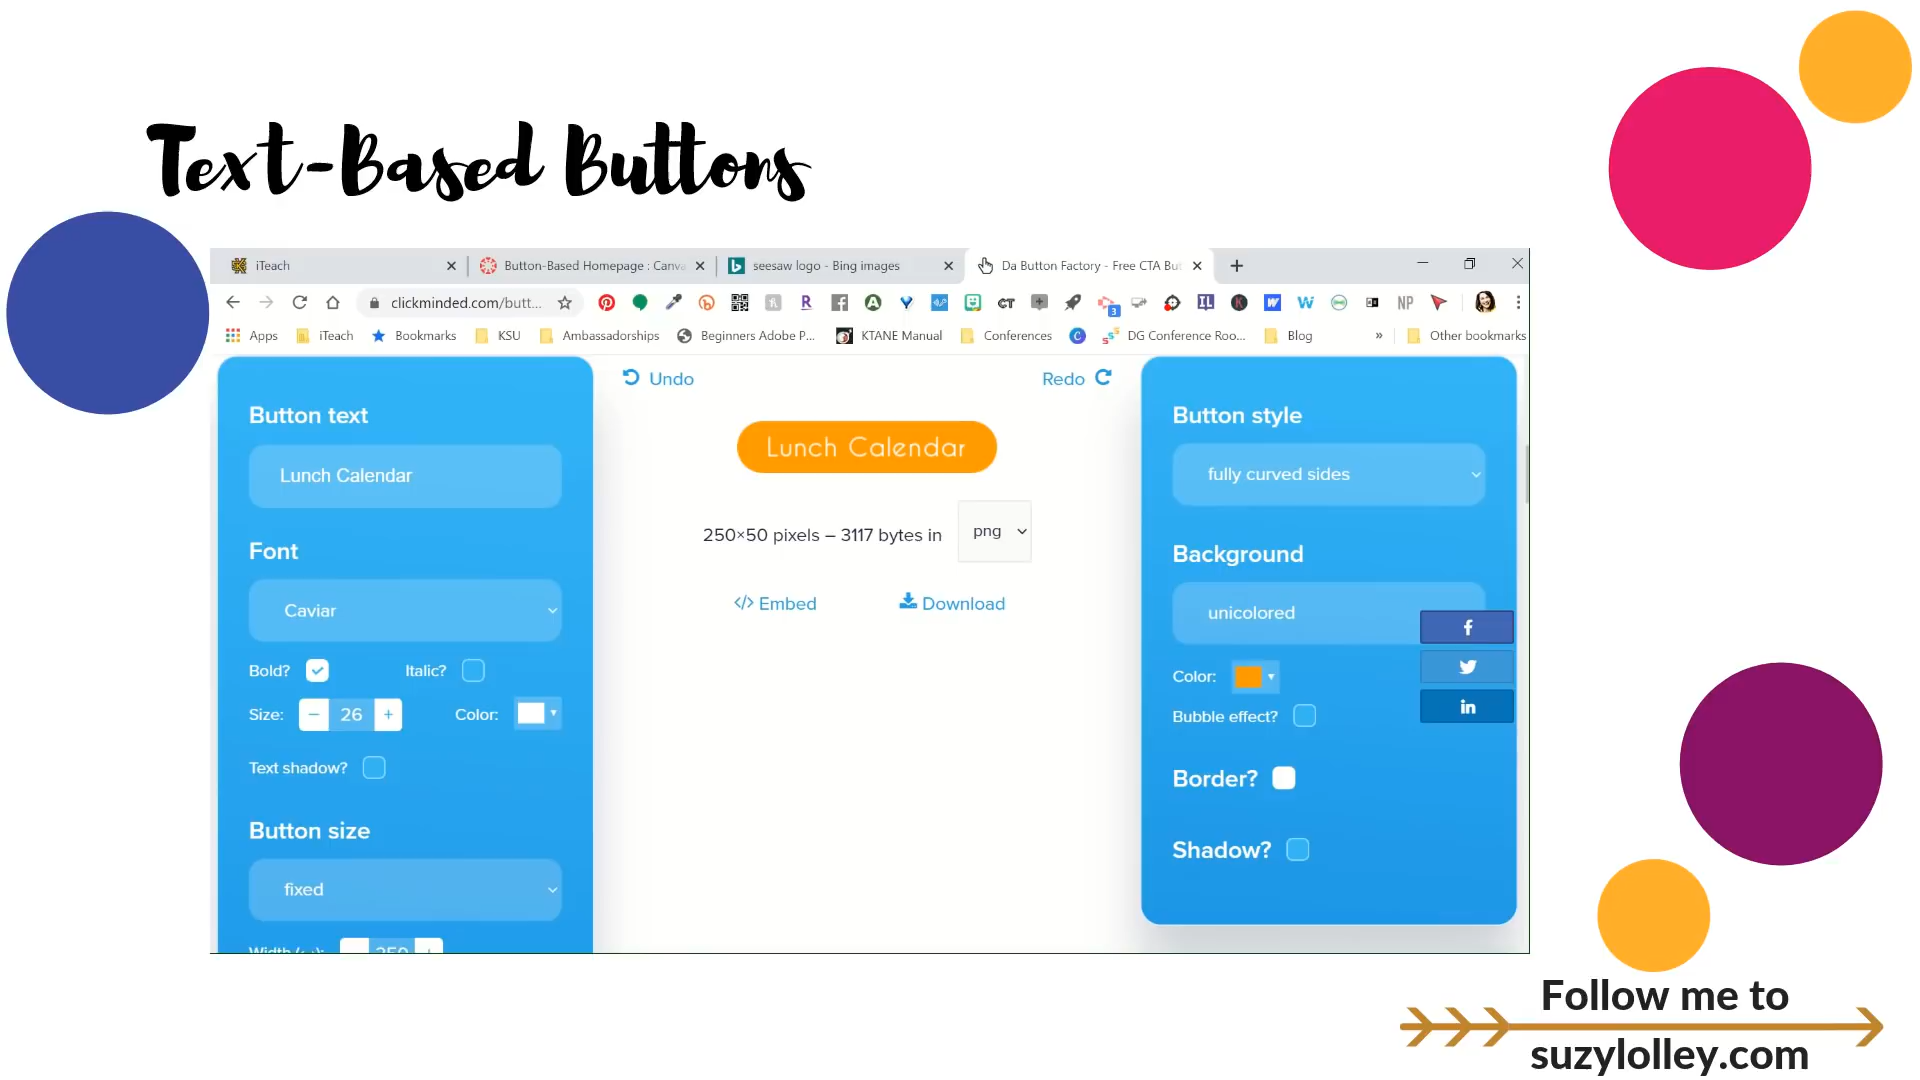 Text-Based Buttons
iTeach
Button-Based Homepage : Canva
seesaw logo - Bing images
Da Button Factory - Free CTA But
clickminded.com/butt...
Apps
iTeach
Bookmarks
KSU
Ambassadorships
Beginners Adobe P...
KTANE Manual
Conferences
DG Conference Roo...
Blog
»
Other bookmarks
Button text
Lunch Calendar
Font
Caviar
Bold?
Italic?
Size:
26
Color:
Text shadow?
Button size
fixed
Undo
Redo
Lunch Calendar
250×50 pixels – 3117 bytes in
png
Embed
Download
Button style
fully curved sides
Background
unicolored
Color:
Bubble effect?
Border?
Shadow?
Follow me to
suzylolley.com